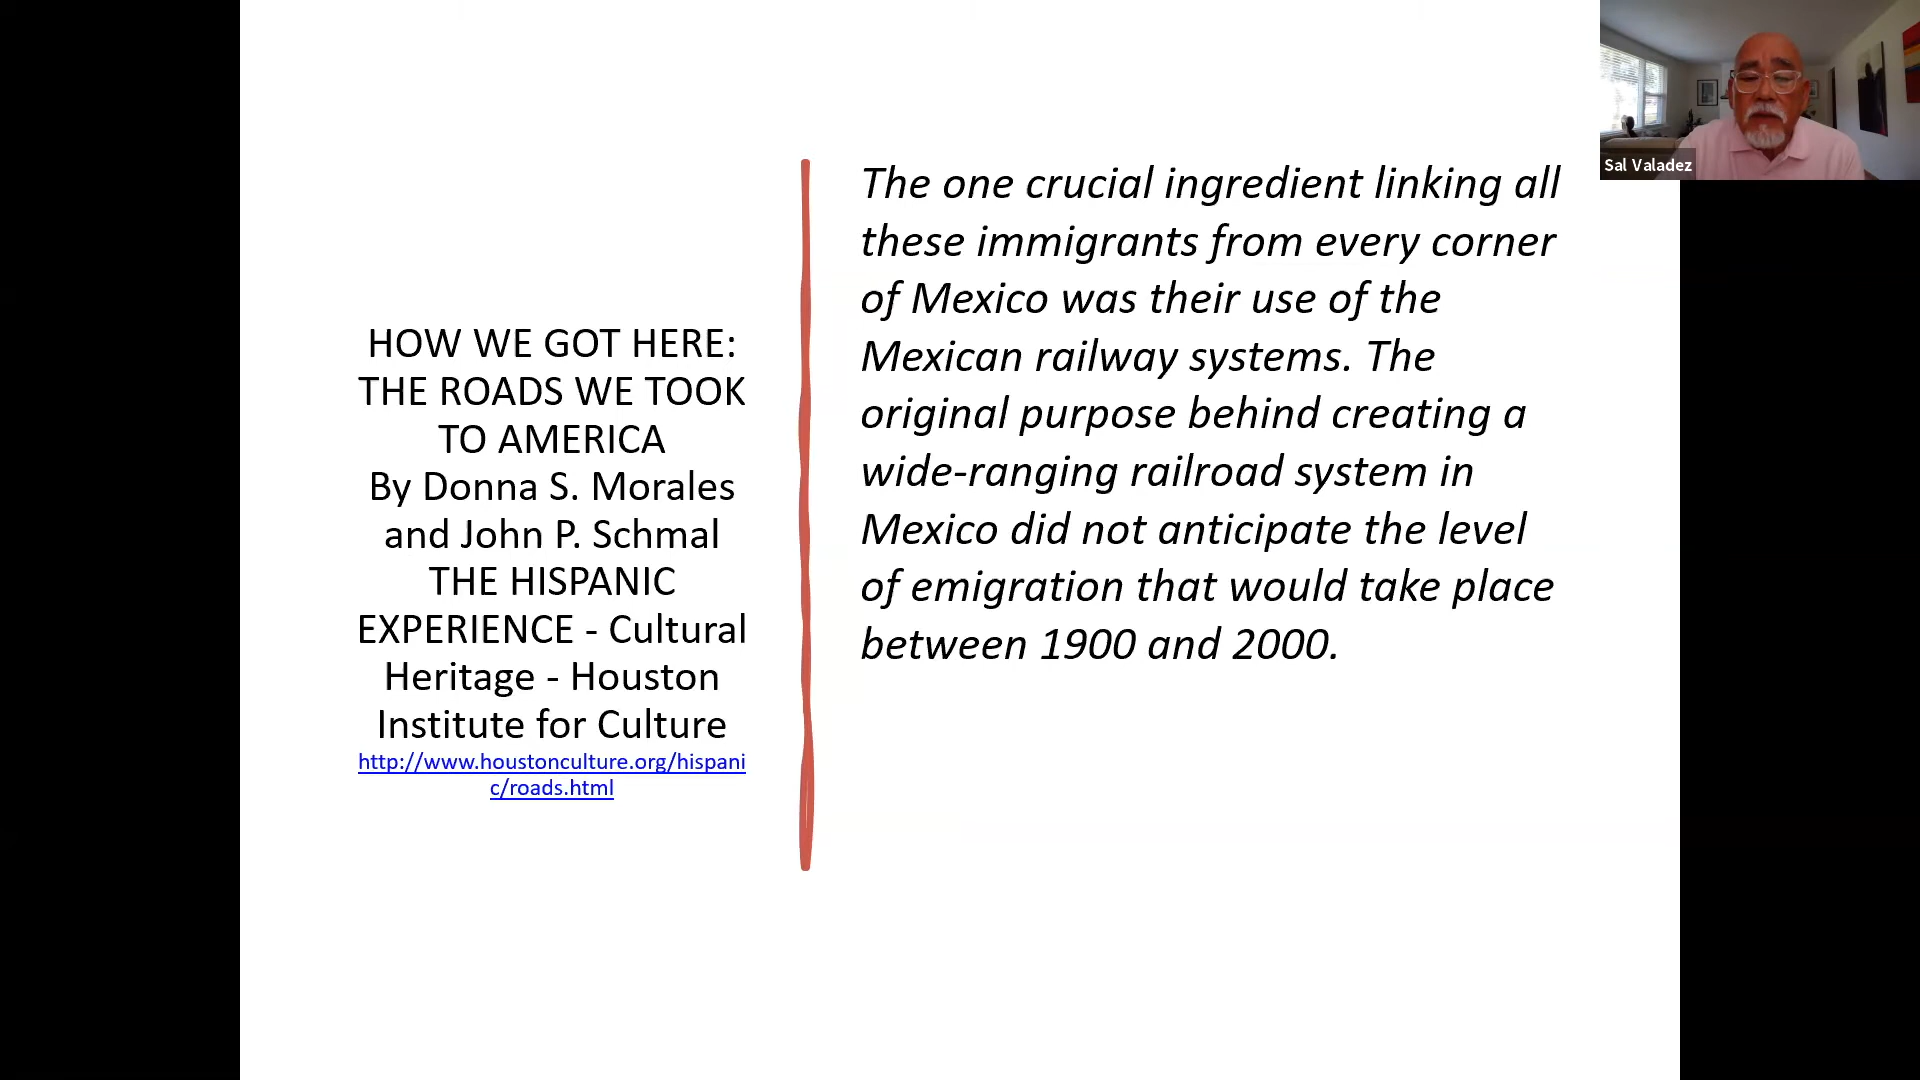 HOW WE GOT HERE:
THE ROADS WE TOOK
TO AMERICA
By Donna S. Morales
and John P. Schmal
THE HISPANIC
EXPERIENCE - Cultural
Heritage - Houston
Institute for Culture
http://www.houstonculture.org/hispani
c/roads.html
The one crucial ingredient linking all
these immigrants from every corner
of Mexico was their use of the
Mexican railway systems. The
original purpose behind creating a
wide-ranging railroad system in
Mexico did not anticipate the level
of emigration that would take place
between 1900 and 2000.
Sal Valadez